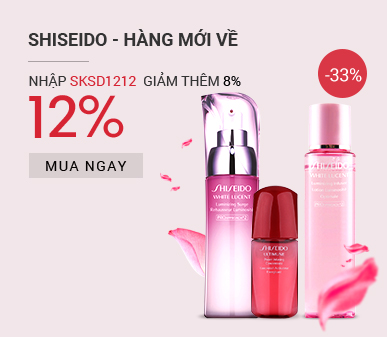 SHISEIDO - HÀNG MỚI VỀ
NHẬP SKSD1212 GIẢM THÊM 8%
12%
MUA NGAY
-33%
SHISEIDO
WHITE LUCENT
SHISEIDO
ULTIMUNE
SHISEIDO
WHITE LUCENT